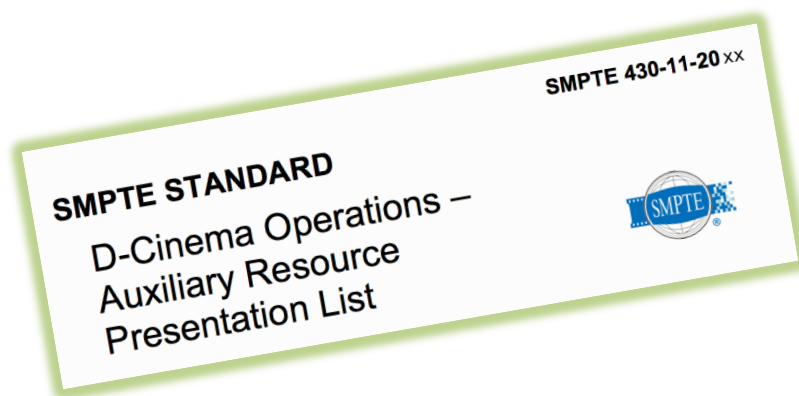 SMPTE 430-11-20xx
SMPTE STANDARD
SMPTE
®
D-Cinema Operations –
Auxiliary Resource
Presentation List